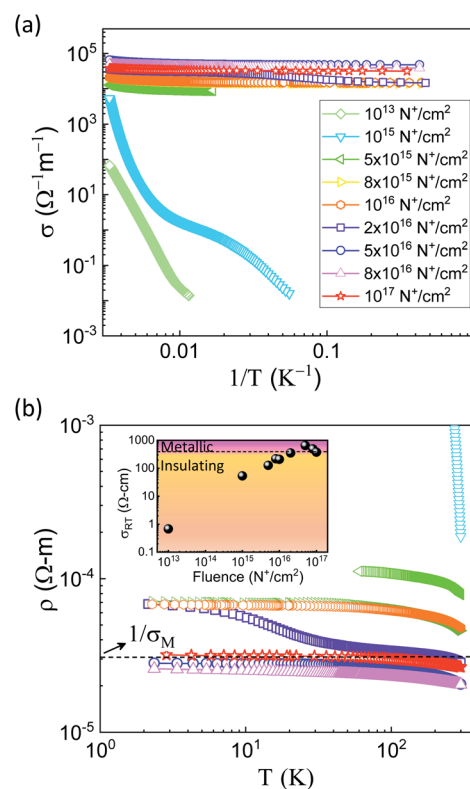 (a)
10⁵
10³
10¹
10⁻¹
10⁻³
σ (Ω⁻¹m⁻¹)
10¹³ N⁺/cm²
10¹⁵ N⁺/cm²
5x10¹⁵ N⁺/cm²
8x10¹⁵ N⁺/cm²
10¹⁶ N⁺/cm²
2x10¹⁶ N⁺/cm²
5x10¹⁶ N⁺/cm²
8x10¹⁶ N⁺/cm²
10¹⁷ N⁺/cm²
0.01
0.1
1/T (K⁻¹)
(b)
10⁻³
10⁻⁴
10⁻⁵
ρ (Ω-m)
1000
100
10
1
0.1
σRT (Ω-cm)
Metallic
Insulating
10¹³ 10¹⁴ 10¹⁵ 10¹⁶ 10¹⁷
Fluence (N⁺/cm²)
1/σM
10⁰
10¹
10²
T (K)